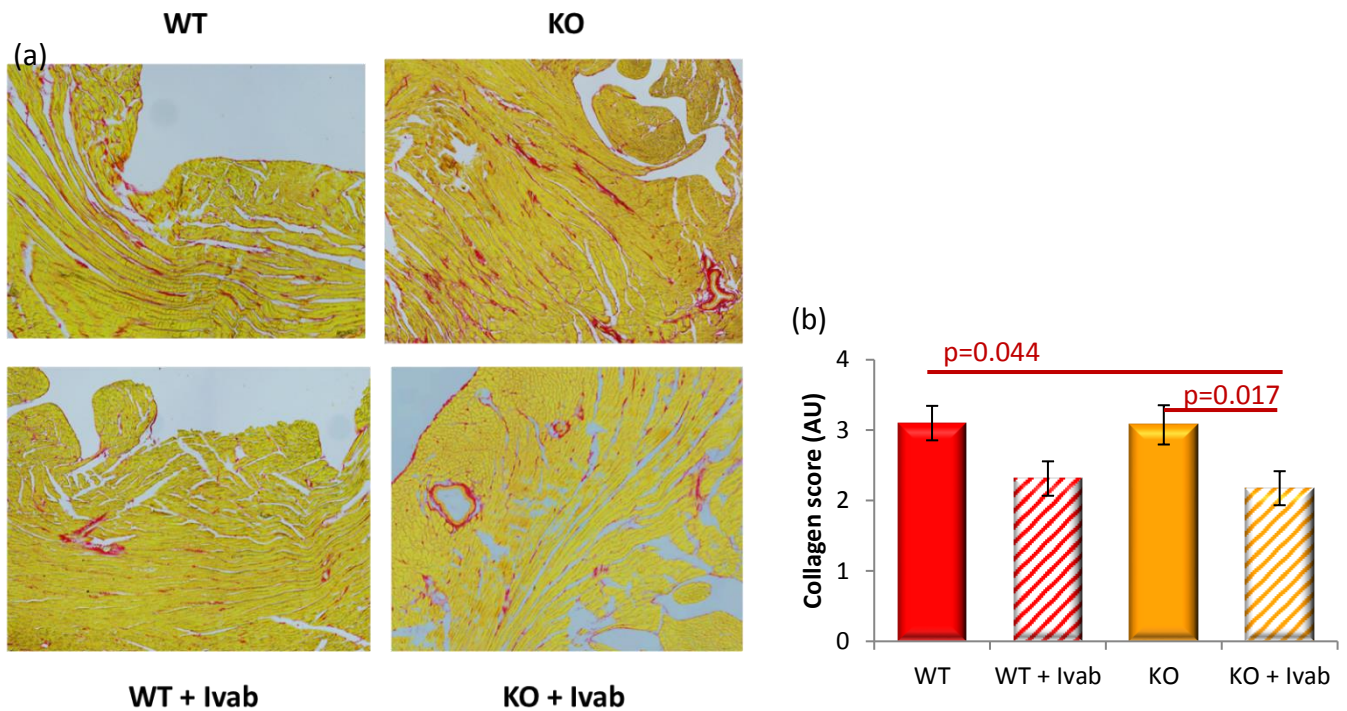 WT
KO
(a)
WT + Ivab
KO + Ivab
(b)
Collagen score (AU)
4
3
2
1
0
p=0.044
p=0.017
WT
WT + Ivab
KO
KO + Ivab